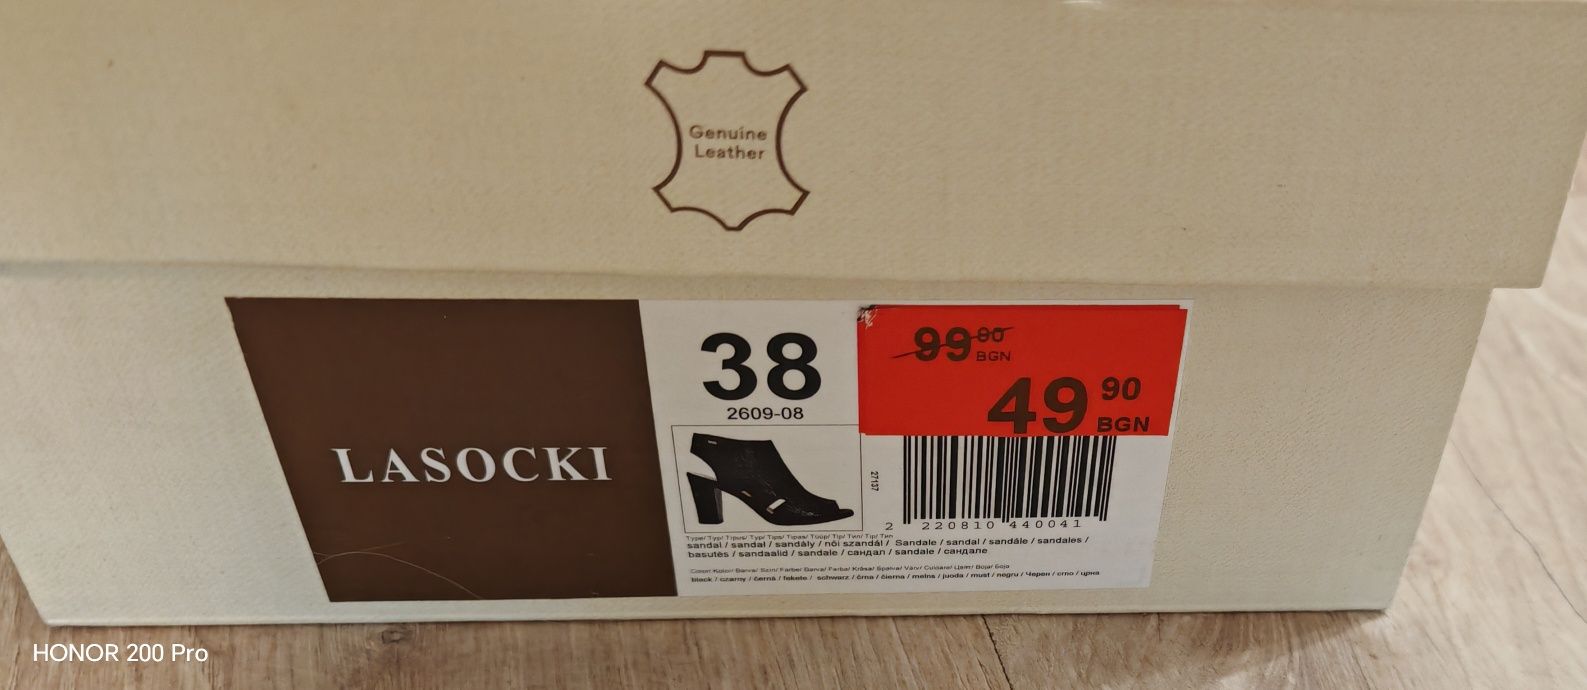 Genuine
Leather
LASOCKI
38
2609-08
99 90
BGN
49 90
BGN
27137
2 220810 440041
sandal / sandał / sandály / női szandál / Sandale / sandal / sandále / sandales /
basutės / sandaalid / sandale / сандал / sandale / сандале
black / czarny / černá / fekete / schwarz / črna / čierna / melns / juoda / must / negru / Черен / crno / црна
HONOR 200 Pro